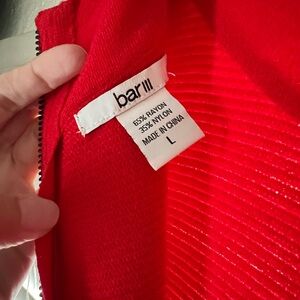 bar III
65% RAYON
35% NYLON
MADE IN CHINA
L